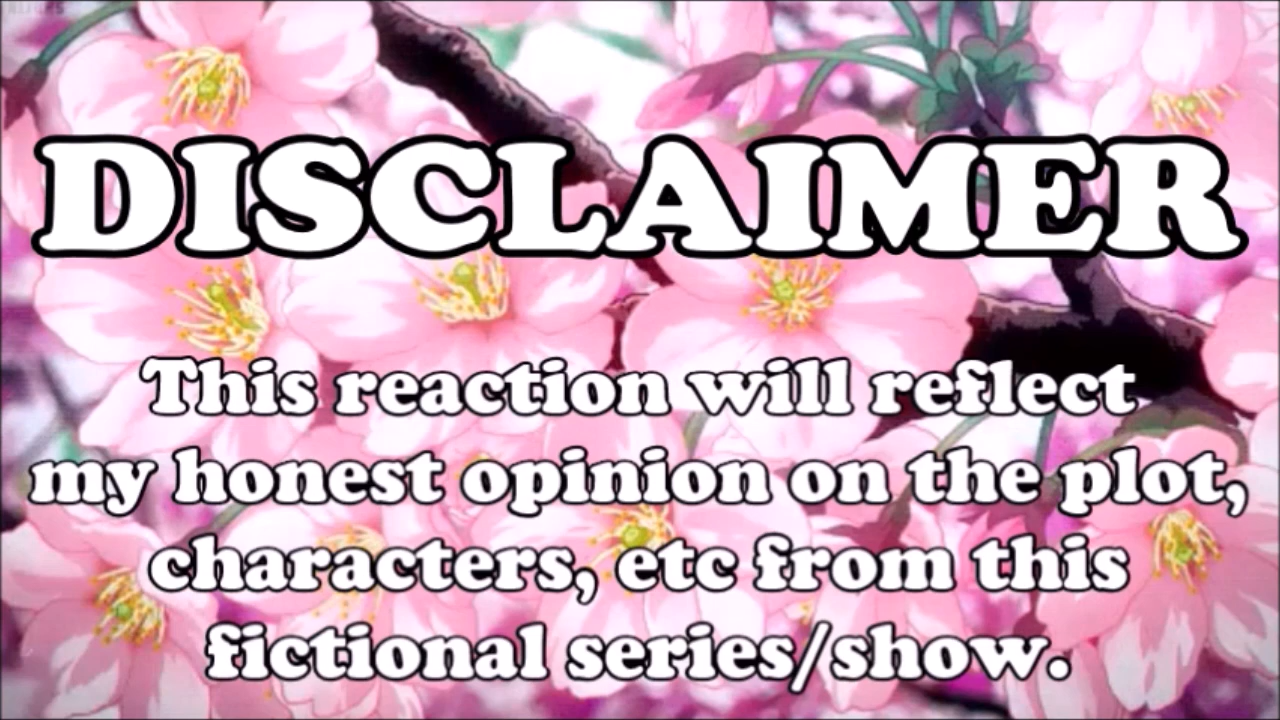 DISCLAIMER
This reaction will reflect
my honest opinion on the plot,
characters, etc from this
fictional series/show.